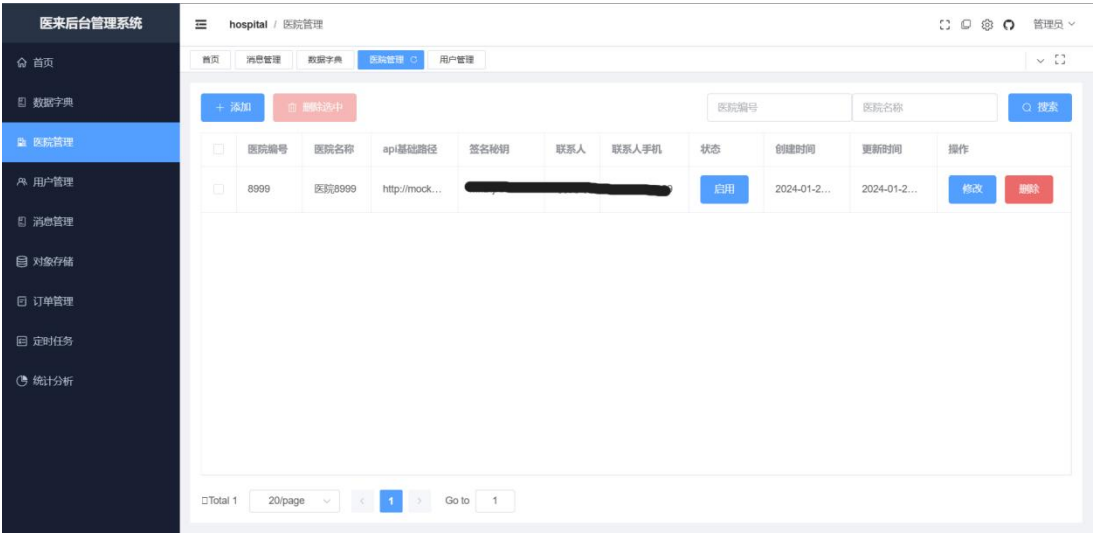 医来后台管理系统
hospital / 医院管理
管理员
首页 消息管理 数据字典 医院管理 用户管理
首页
数据字典
医院管理
用户管理
消息管理
对象存储
订单管理
定时任务
统计分析
+ 添加 删除选中 医院编号 医院名称 搜索
医院编号 医院名称 api基础路径 签名秘钥 联系人 联系人手机 状态 创建时间 更新时间 操作
8999 医院8999 http://mock... 启用 2024-01-2... 2024-01-2... 修改 删除
Total 1 20/page 1 Go to 1